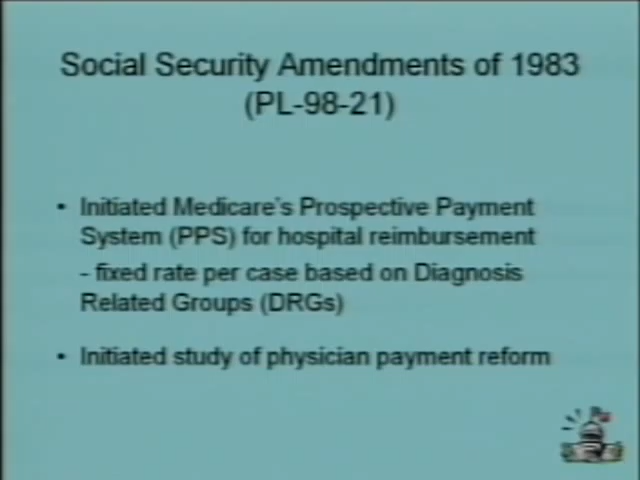 Social Security Amendments of 1983
(PL-98-21)
• Initiated Medicare's Prospective Payment
System (PPS) for hospital reimbursement
- fixed rate per case based on Diagnosis
Related Groups (DRGs)
• Initiated study of physician payment reform